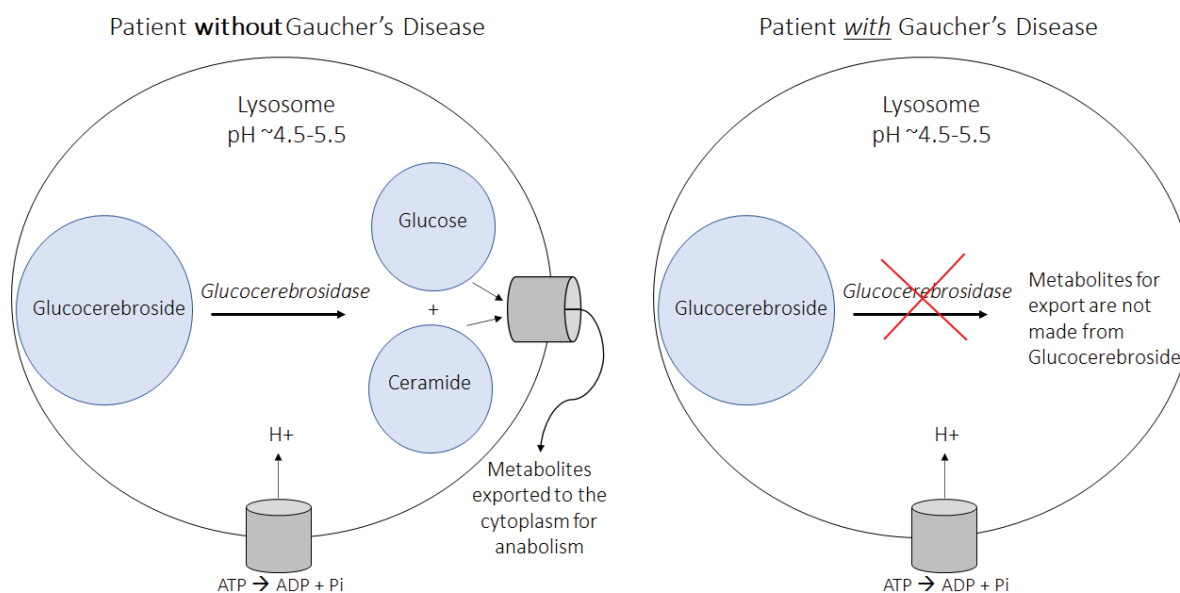 Patient without Gaucher's Disease
Lysosome
pH ~4.5-5.5
Glucose
Glucocerebroside
Glucocerebrosidase
+
Ceramide
H+
Metabolites
exported to the
cytoplasm for
anabolism
ATP → ADP + Pi
Patient with Gaucher's Disease
Lysosome
pH ~4.5-5.5
Glucocerebroside
Glucocerebrosidase
Metabolites for
export are not
made from
Glucocerebroside
H+
ATP → ADP + Pi